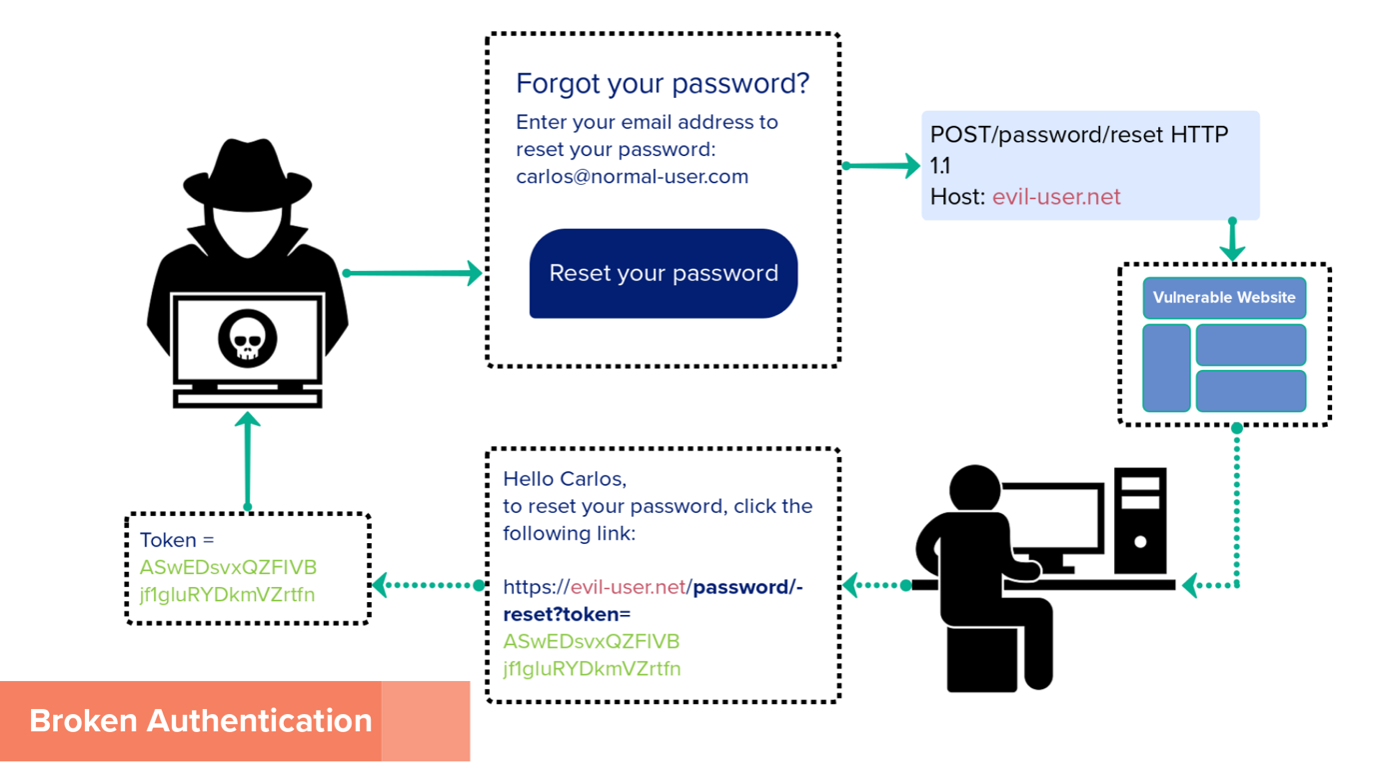 Forgot your password?
Enter your email address to
reset your password:
carlos@normal-user.com
Reset your password
POST/password/reset HTTP
1.1
Host: evil-user.net
Vulnerable Website
Hello Carlos,
to reset your password, click the
following link:
https://evil-user.net/password/-
reset?token=
ASwEDsvxQZFIVB
jf1gluRYDkmVZrtfn
Token =
ASwEDsvxQZFIVB
jf1gluRYDkmVZrtfn
Broken Authentication